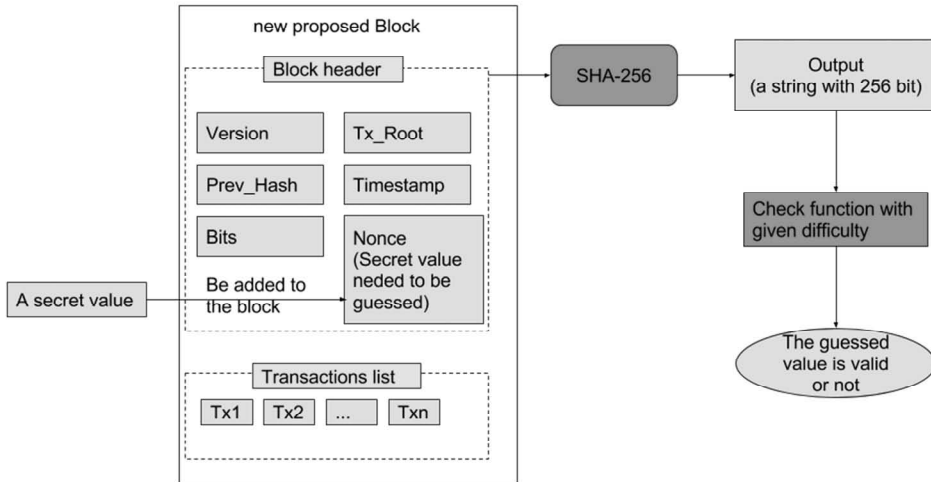 new proposed Block
Block header
Version
Tx_Root
Prev_Hash
Timestamp
Bits
Nonce
(Secret value
neded to be
guessed)
A secret value
Be added to
the block
Transactions list
Tx1
Tx2
...
Txn
SHA-256
Output
(a string with 256 bit)
Check function with
given difficulty
The guessed
value is valid
or not